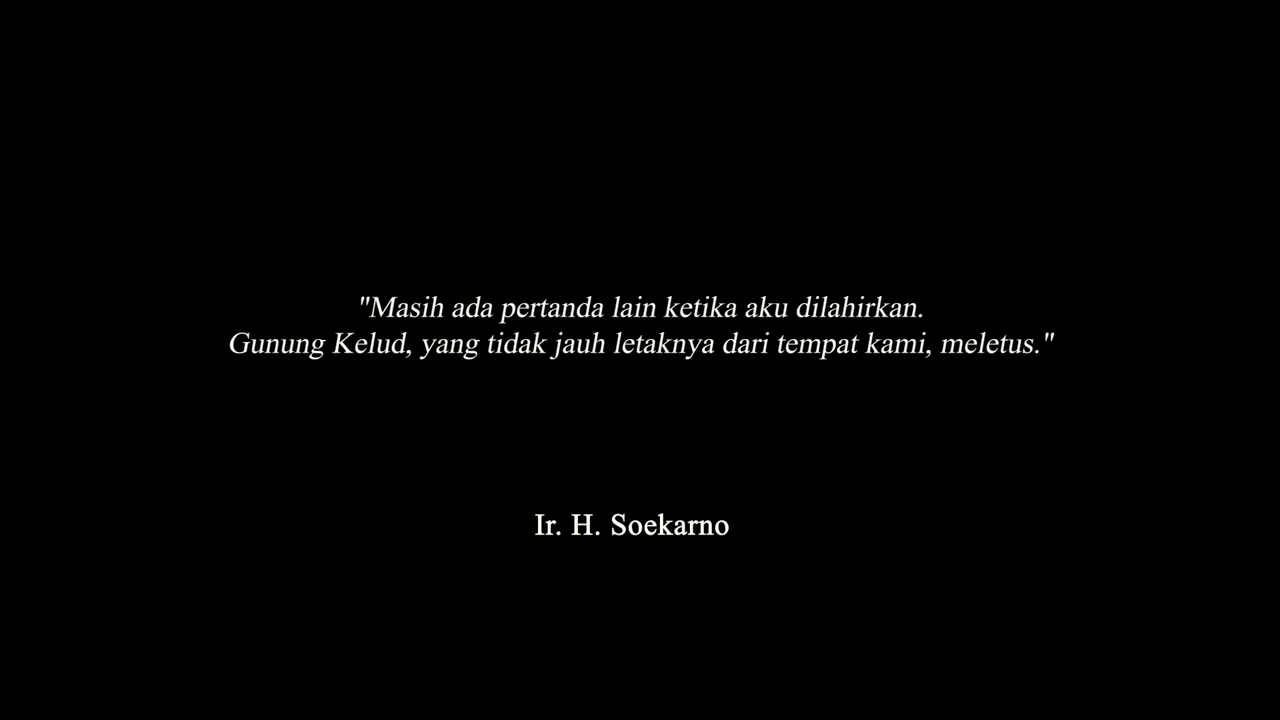 "Masih ada pertanda lain ketika aku dilahirkan.
Gunung Kelud, yang tidak jauh letaknya dari tempat kami, meletus."
Ir. H. Soekarno